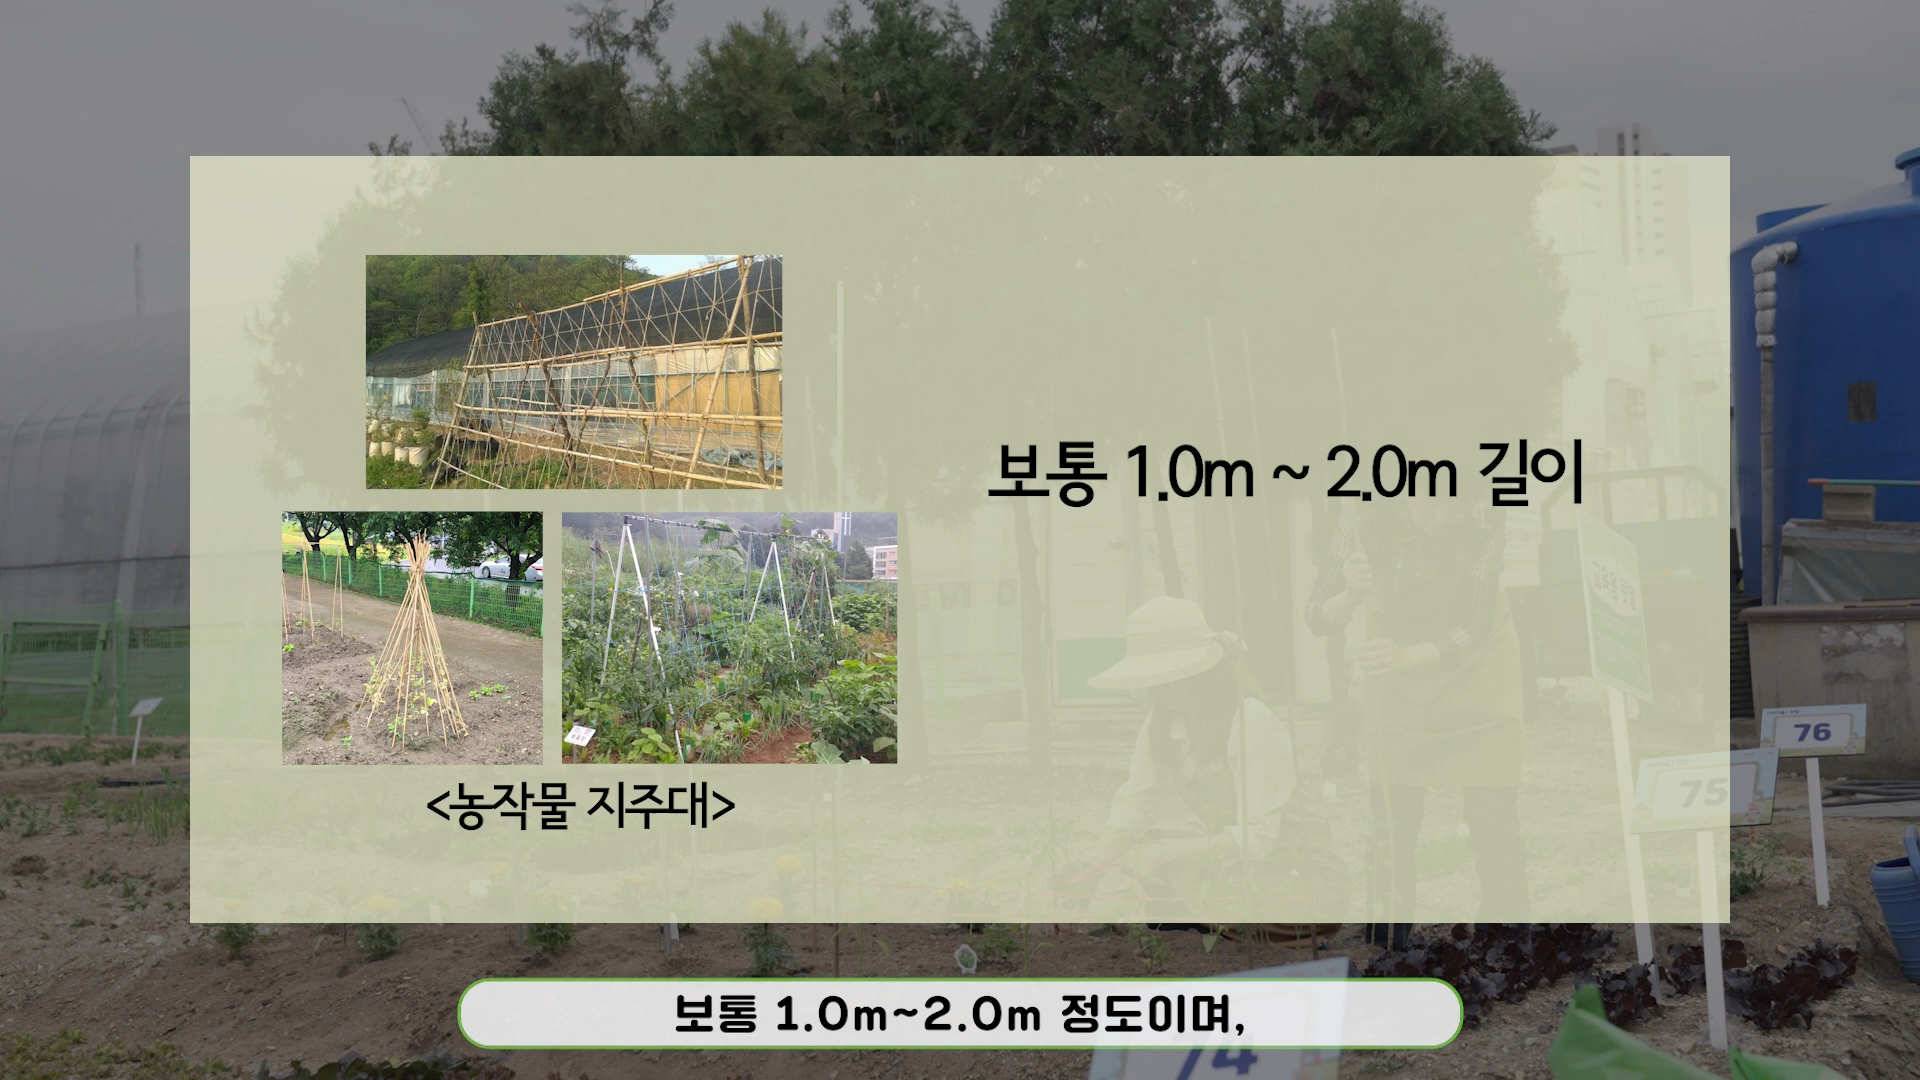 보통 1.0m ~ 2.0m 길이
<농작물 지주대>
76
75
보통 1.0m~2.0m 정도이며,
74